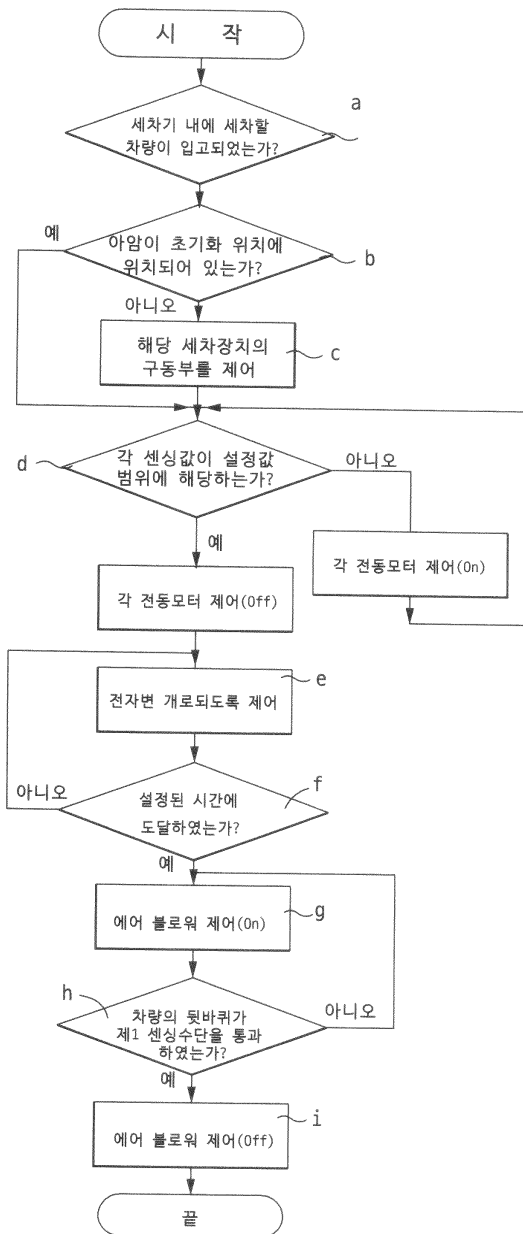 시 작
a
세차기 내에 세차할
차량이 입고되었는가?
예
아암이 초기화 위치에
위치되어 있는가?
b
아니오
해당 세차장치의
구동부를 제어
c
d
각 센싱값이 설정값
범위에 해당하는가?
아니오
예
각 전동모터 제어(On)
각 전동모터 제어(Off)
e
전자변 개로되도록 제어
아니오
설정된 시간에
도달하였는가?
f
예
에어 블로워 제어(On)
g
h
차량의 뒷바퀴가
제1 센싱수단을 통과
하였는가?
아니오
예
에어 블로워 제어(Off)
i
끝